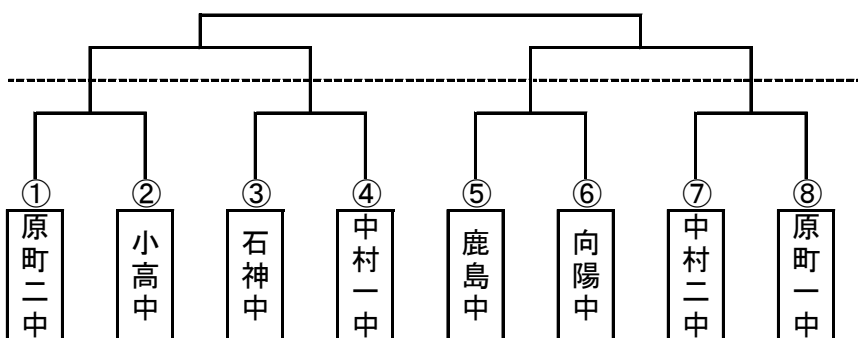 ① ② ③ ④ ⑤ ⑥ ⑦ ⑧
原町二中
小高中
石神中
中村一中
鹿島中
向陽中
中村二中
原町一中